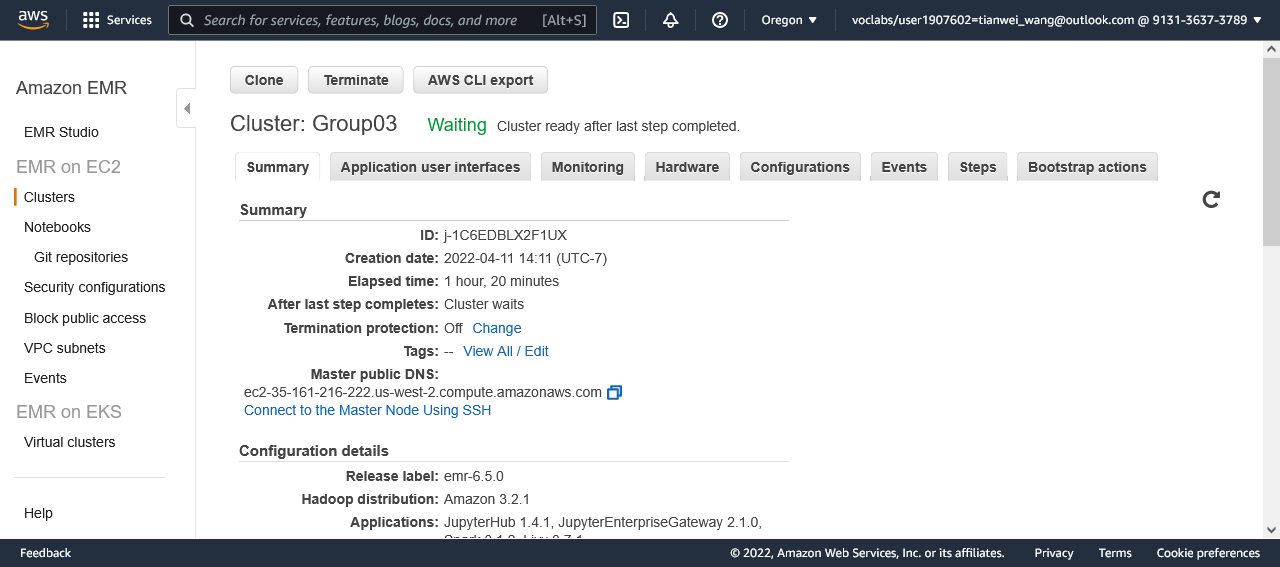 aws
Services
Search for services, features, blogs, docs, and more [Alt+S]
Oregon
voclabs/user1907602=tianwei_wang@outlook.com @ 9131-3637-3789
Amazon EMR
EMR Studio
EMR on EC2
Clusters
Notebooks
Git repositories
Security configurations
Block public access
VPC subnets
Events
EMR on EKS
Virtual clusters
Help
Clone Terminate AWS CLI export
Cluster: Group03 Waiting Cluster ready after last step completed.
Summary Application user interfaces Monitoring Hardware Configurations Events Steps Bootstrap actions
Summary
ID: j-1C6EDBLX2F1UX
Creation date: 2022-04-11 14:11 (UTC-7)
Elapsed time: 1 hour, 20 minutes
After last step completes: Cluster waits
Termination protection: Off Change
Tags: -- View All / Edit
Master public DNS:
ec2-35-161-216-222.us-west-2.compute.amazonaws.com
Connect to the Master Node Using SSH
Configuration details
Release label: emr-6.5.0
Hadoop distribution: Amazon 3.2.1
Applications: JupyterHub 1.4.1, JupyterEnterpriseGateway 2.1.0,
Feedback
© 2022, Amazon Web Services, Inc. or its affiliates. Privacy Terms Cookie preferences